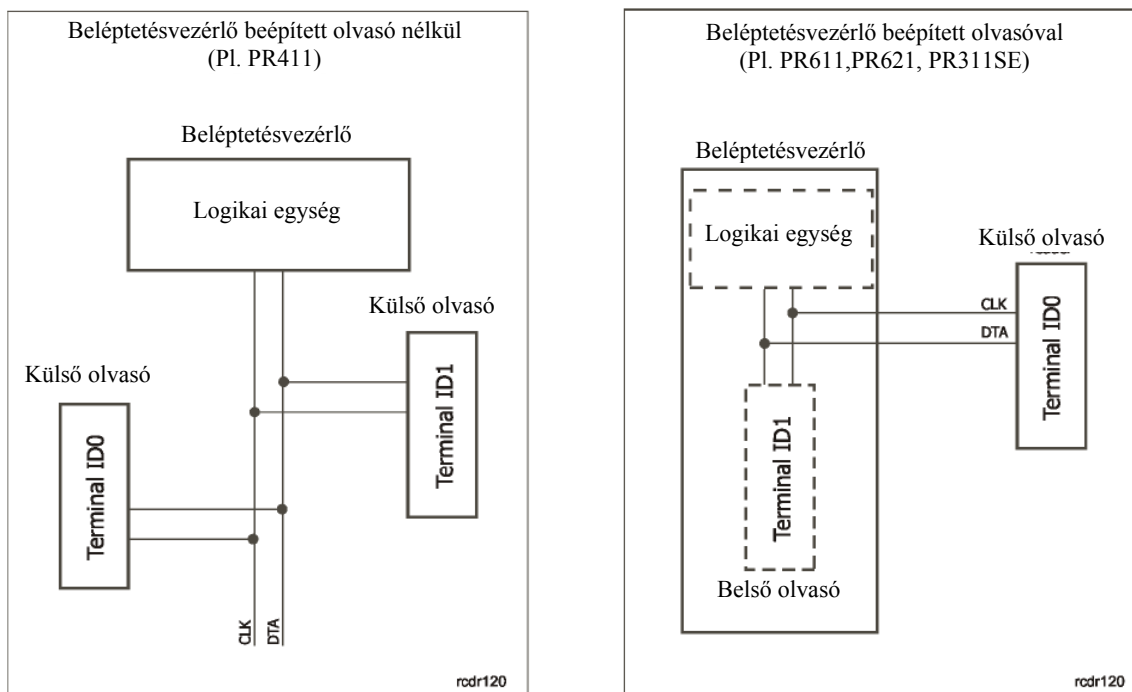 Beléptetésvezérlő beépített olvasó nélkül
(Pl. PR411)
Beléptetésvezérlő
Logikai egység
Külső olvasó
Terminal ID1
Külső olvasó
Terminal ID0
CLK
DTA
rcdr120
Beléptetésvezérlő beépített olvasóval
(Pl. PR611,PR621, PR311SE)
Beléptetésvezérlő
Logikai egység
Külső olvasó
CLK
DTA
Terminal ID0
Terminal ID1
Belső olvasó
rcdr120